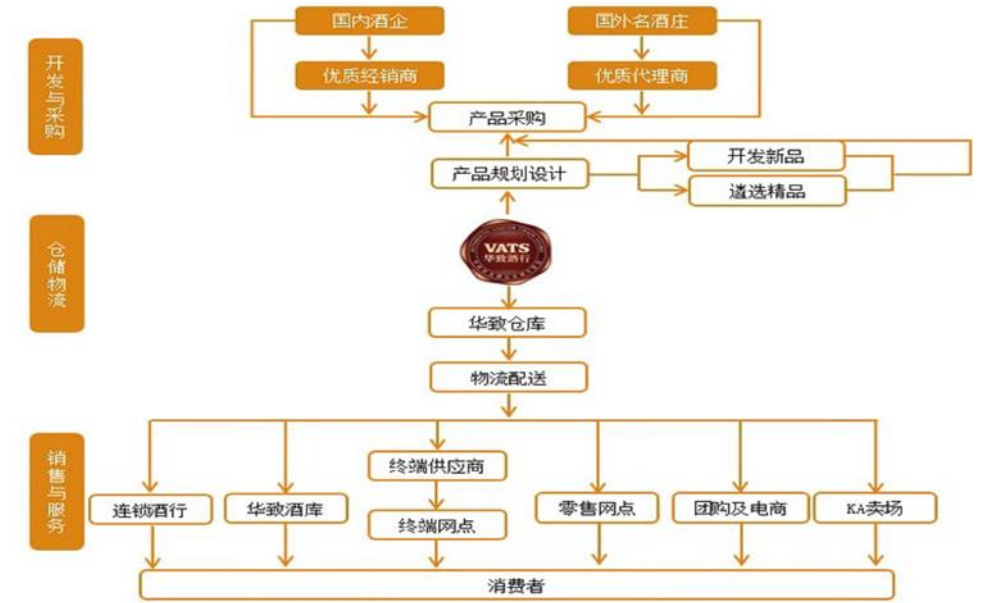 国内酒企
国外名酒庄
开发与采购
优质经销商
优质代理商
产品采购
开发新品
产品规划设计
遴选精品
仓储物流
VATS
华致酒行
华致仓库
物流配送
销售与服务
终端供应商
连锁酒行
华致酒库
终端网点
零售网点
团购及电商
KA卖场
消费者